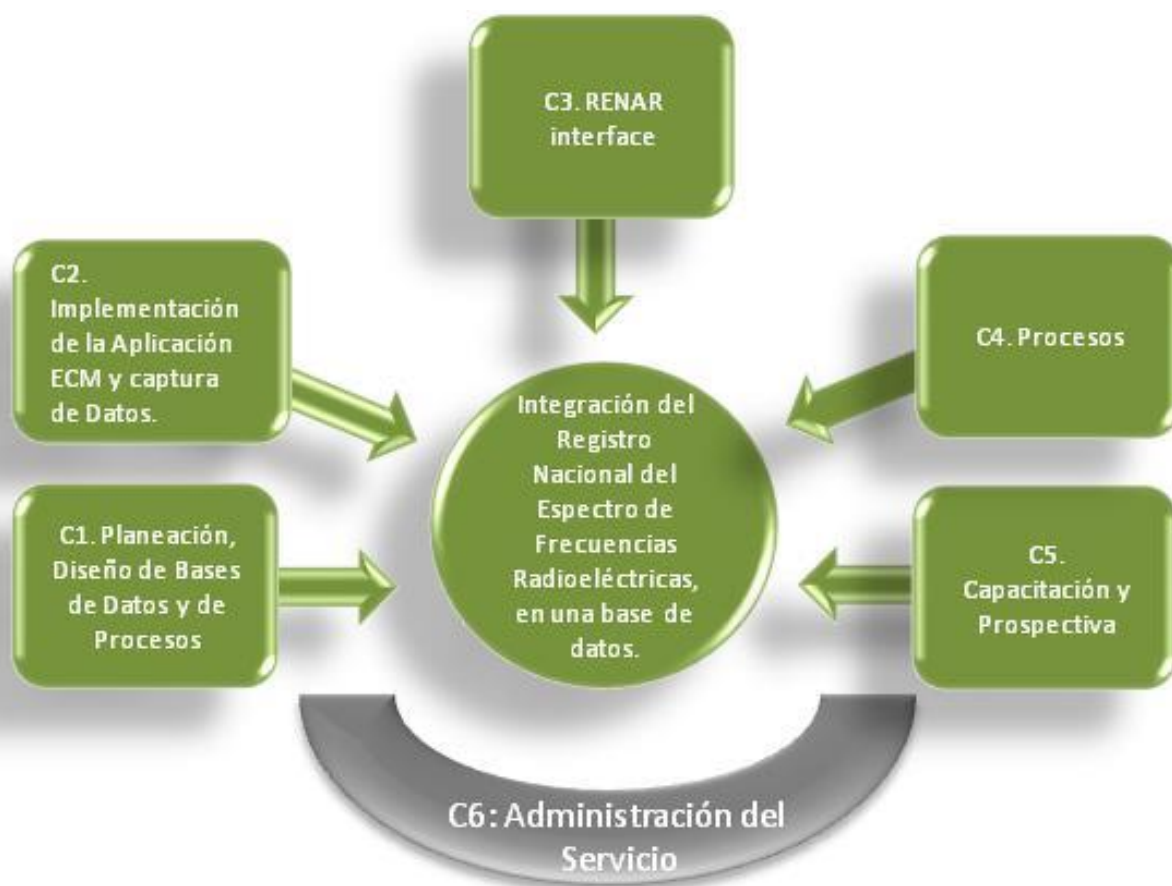 C3. RENAR
interface
C2.
Implementación
de la Aplicación
ECM y captura
de Datos.
C4. Procesos
Integración del
Registro
Nacional del
Espectro de
Frecuencias
Radioeléctricas,
en una base de
datos.
C1. Planeación,
Diseño de Bases
de Datos y de
Procesos
C5.
Capacitación y
Prospectiva
C6: Administración del
Servicio